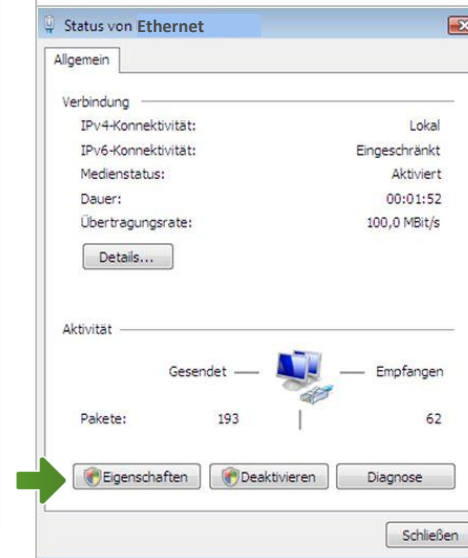 Status von Ethernet
Allgemein
Verbindung
IPv4-Konnektivität: Lokal
IPv6-Konnektivität: Eingeschränkt
Medienstatus: Aktiviert
Dauer: 00:01:52
Übertragungsrate: 100,0 MBit/s
Details...
Aktivität
Gesendet Empfangen
Pakete: 193 62
Eigenschaften Deaktivieren Diagnose
Schließen